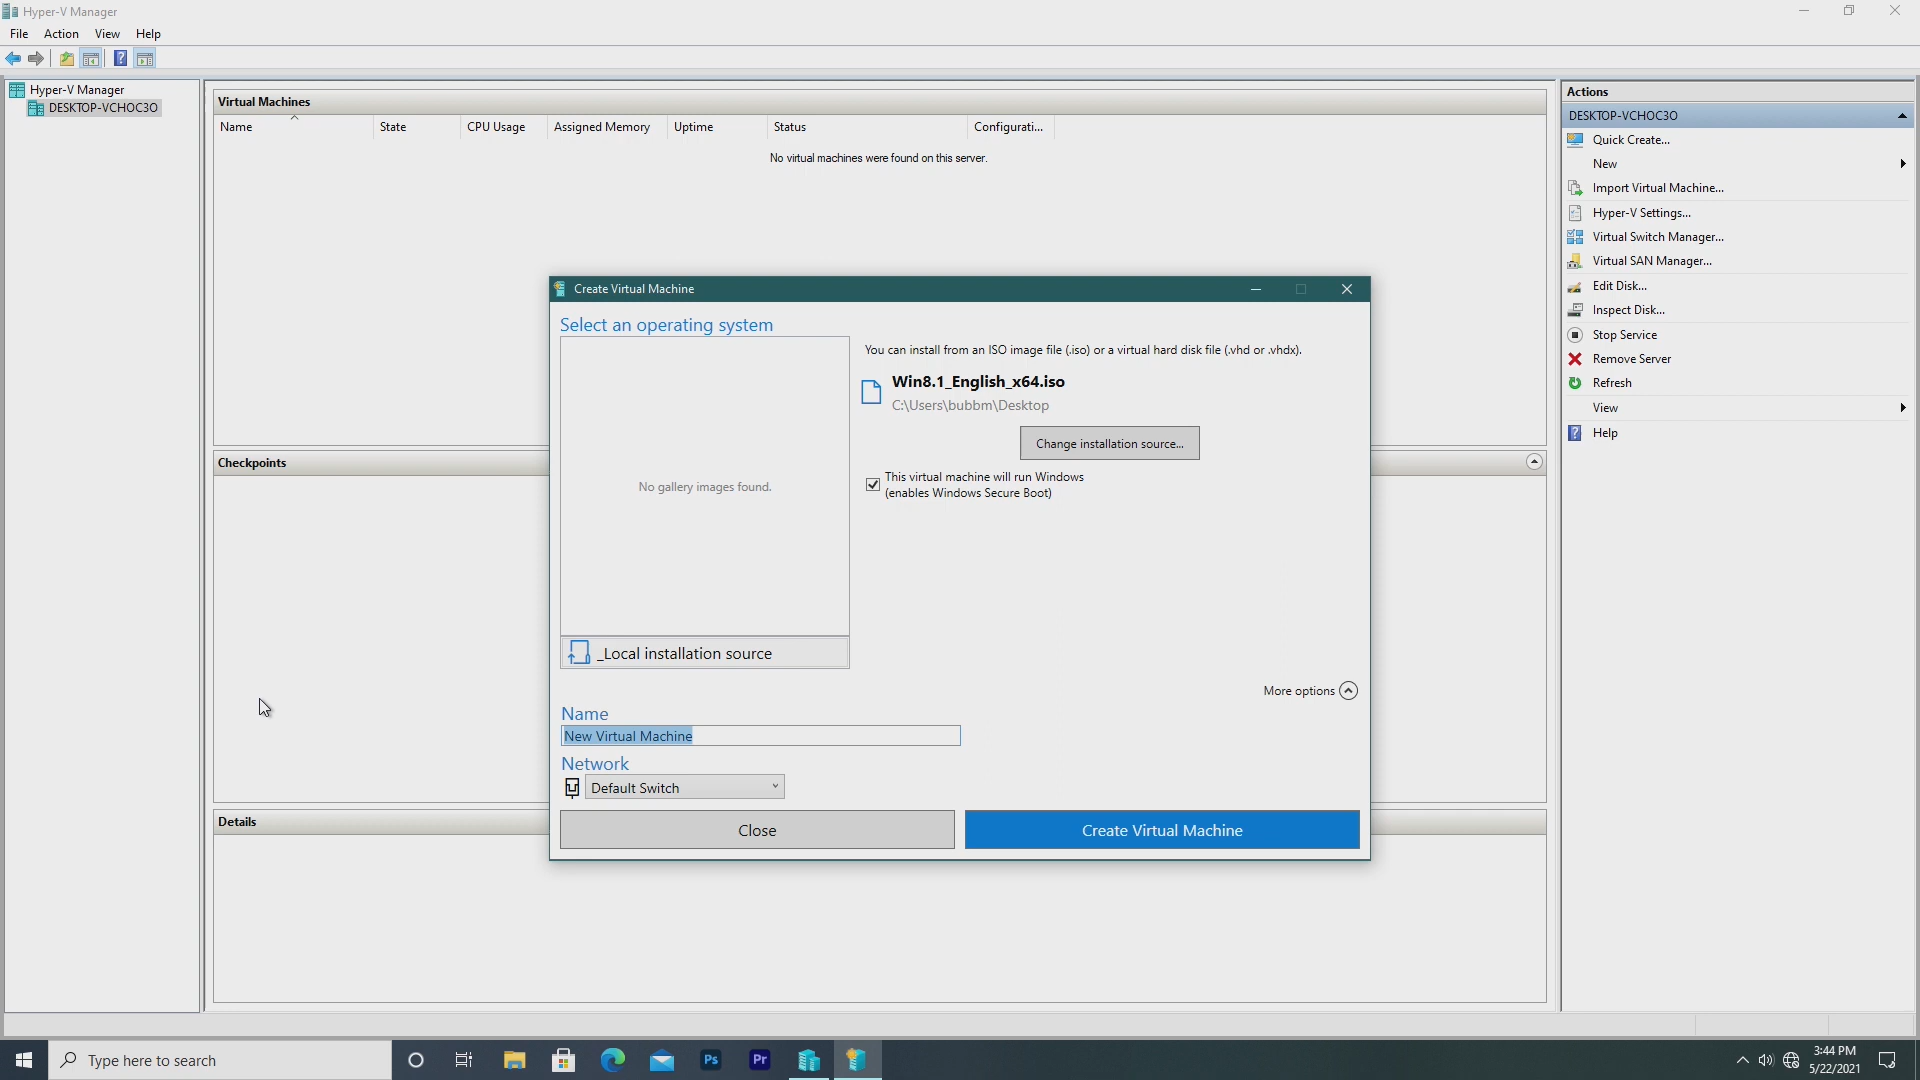 Hyper-V Manager
File Action View Help
Hyper-V Manager
DESKTOP-VCHOC3O
Virtual Machines
Name State CPU Usage Assigned Memory Uptime Status Configurati...
No virtual machines were found on this server.
Checkpoints
Details
Create Virtual Machine
Select an operating system
No gallery images found.
_Local installation source
You can install from an ISO image file (.iso) or a virtual hard disk file (.vhd or .vhdx).
Win8.1_English_x64.iso
C:\Users\bubbm\Desktop
Change installation source...
This virtual machine will run Windows
(enables Windows Secure Boot)
More options
Name
New Virtual Machine
Network
Default Switch
Close
Create Virtual Machine
Actions
DESKTOP-VCHOC3O
Quick Create...
New
Import Virtual Machine...
Hyper-V Settings...
Virtual Switch Manager...
Virtual SAN Manager...
Edit Disk...
Inspect Disk...
Stop Service
Remove Server
Refresh
View
Help
Type here to search
Ps
Pr
3:44 PM
5/22/2021